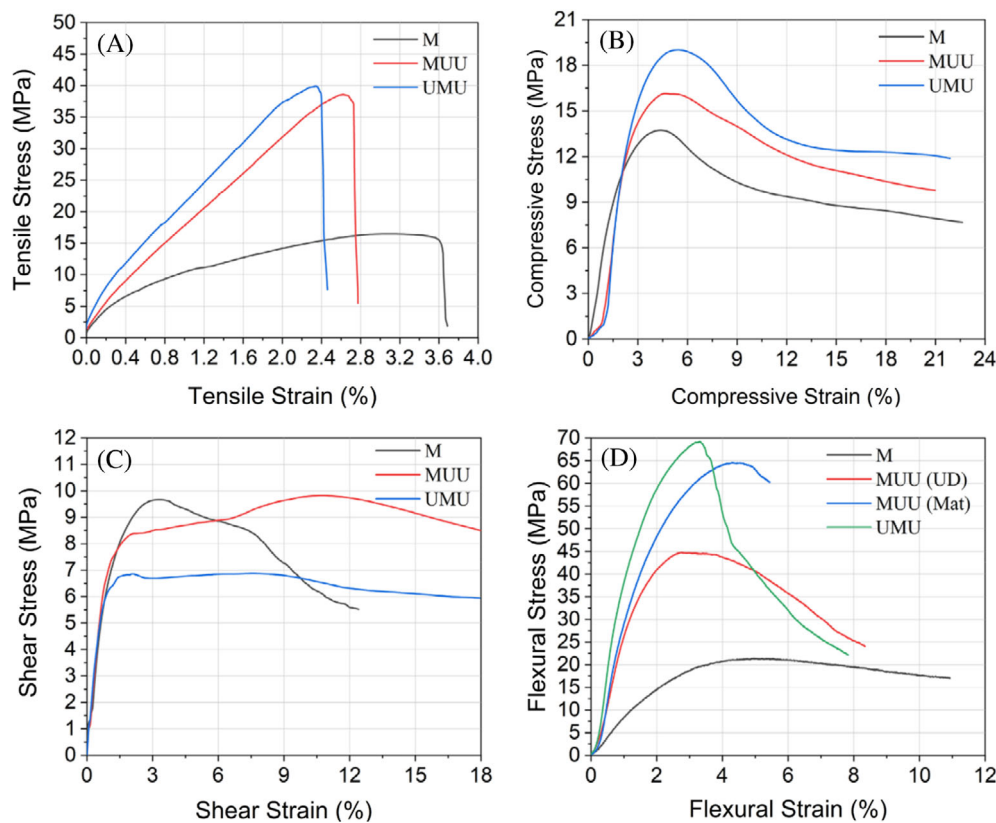 (A)
M
MUU
UMU
Tensile Stress (MPa)
50
45
40
35
30
25
20
15
10
5
0
0.0 0.4 0.8 1.2 1.6 2.0 2.4 2.8 3.2 3.6 4.0
Tensile Strain (%)
(B)
M
MUU
UMU
Compressive Stress (MPa)
21
18
15
12
9
6
3
0
0 3 6 9 12 15 18 21 24
Compressive Strain (%)
(C)
M
MUU
UMU
Shear Stress (MPa)
12
11
10
9
8
7
6
5
4
3
2
1
0
0 3 6 9 12 15 18
Shear Strain (%)
(D)
M
MUU (UD)
MUU (Mat)
UMU
Flexural Stress (MPa)
70
65
60
55
50
45
40
35
30
25
20
15
10
5
0
0 2 4 6 8 10 12
Flexural Strain (%)